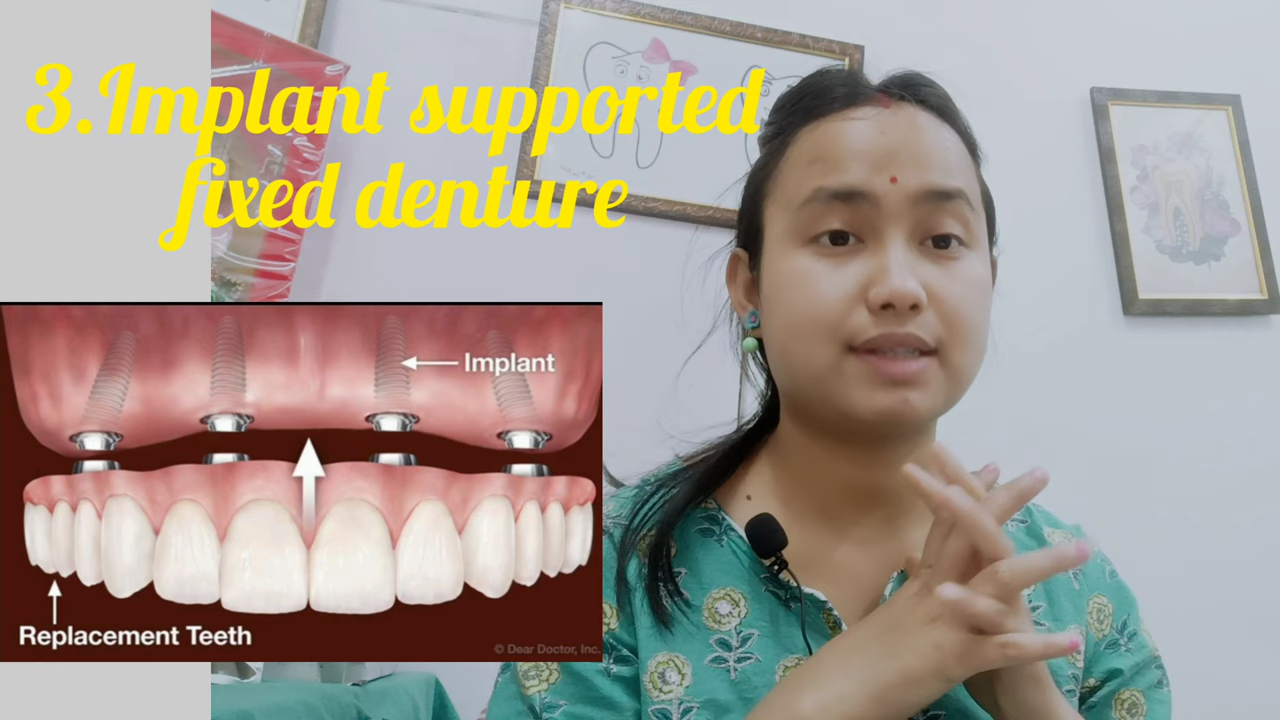 3.Implant supported
fixed denture
Implant
Replacement Teeth
© Dear Doctor, Inc.